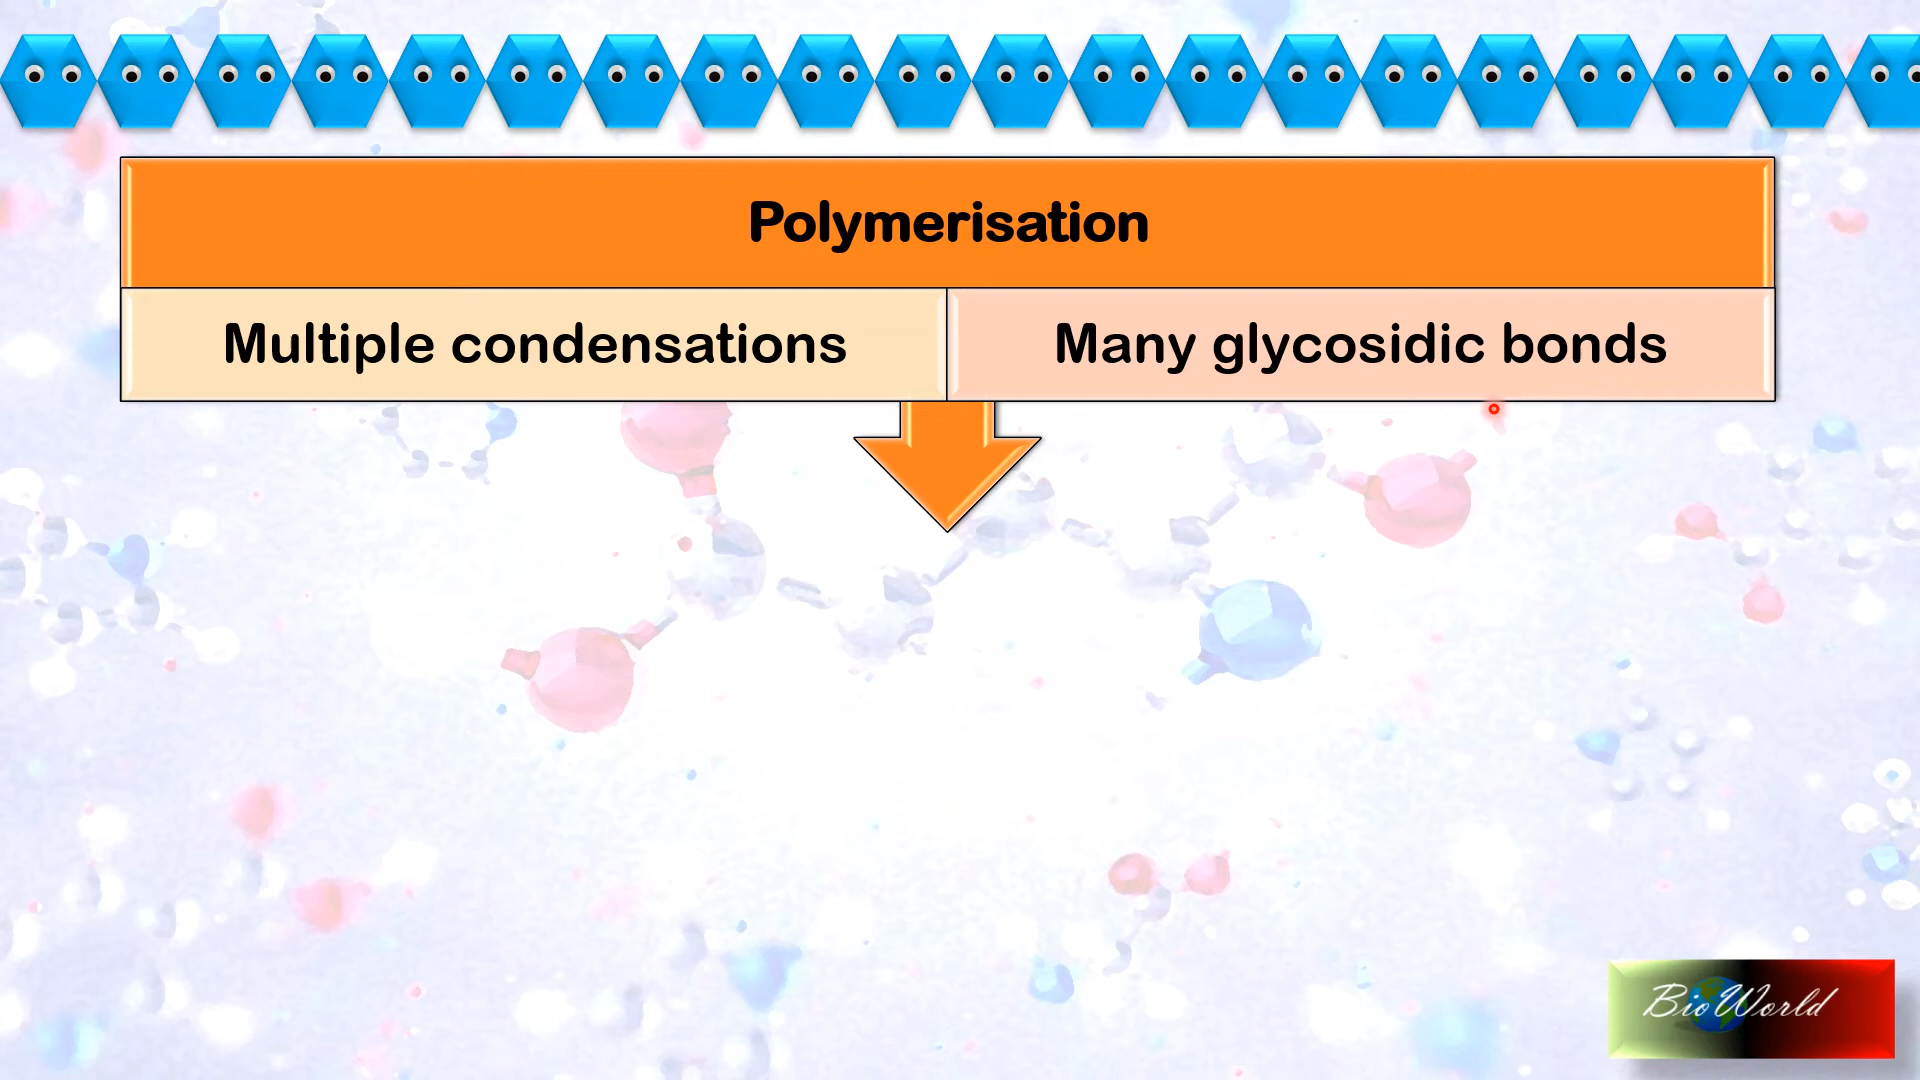 Polymerisation
Multiple condensations
Many glycosidic bonds
BioWorld